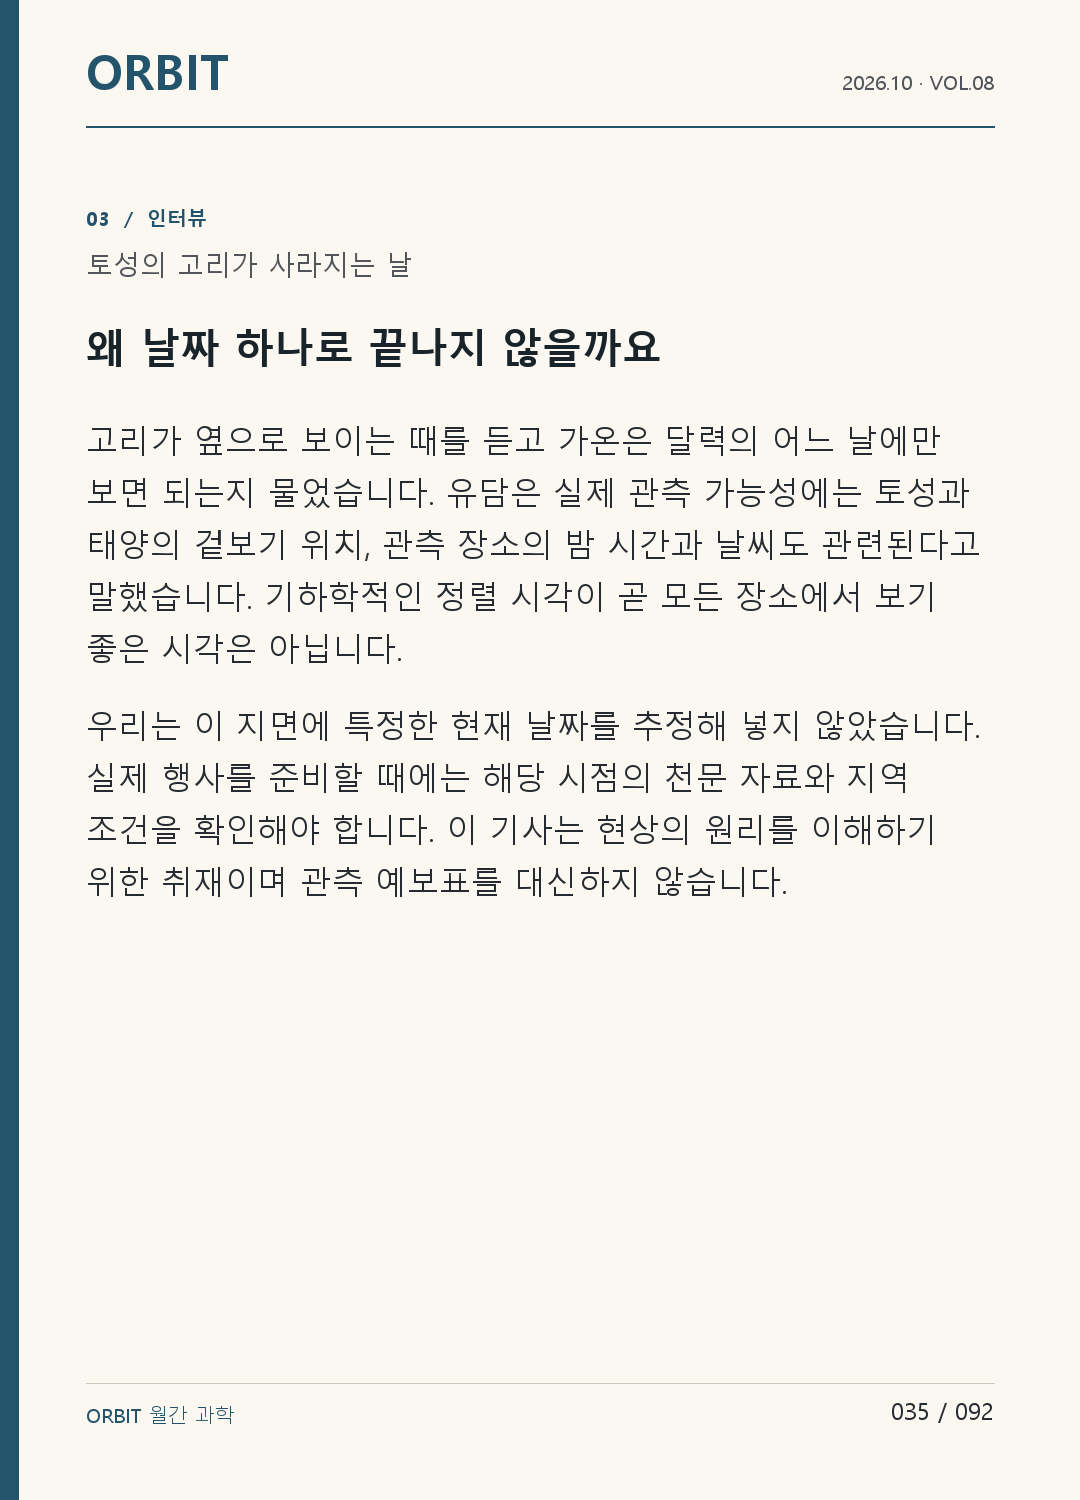 ORBIT
2026.10 · VOL.08
03 / 인터뷰
토성의 고리가 사라지는 날
왜 날짜 하나로 끝나지 않을까요
고리가 옆으로 보이는 때를 듣고 가온은 달력의 어느 날에만
보면 되는지 물었습니다. 유담은 실제 관측 가능성에는 토성과
태양의 겉보기 위치, 관측 장소의 밤 시간과 날씨도 관련된다고
말했습니다. 기하학적인 정렬 시각이 곧 모든 장소에서 보기
좋은 시각은 아닙니다.
우리는 이 지면에 특정한 현재 날짜를 추정해 넣지 않았습니다.
실제 행사를 준비할 때에는 해당 시점의 천문 자료와 지역
조건을 확인해야 합니다. 이 기사는 현상의 원리를 이해하기
위한 취재이며 관측 예보표를 대신하지 않습니다.
ORBIT 월간 과학
035 / 092